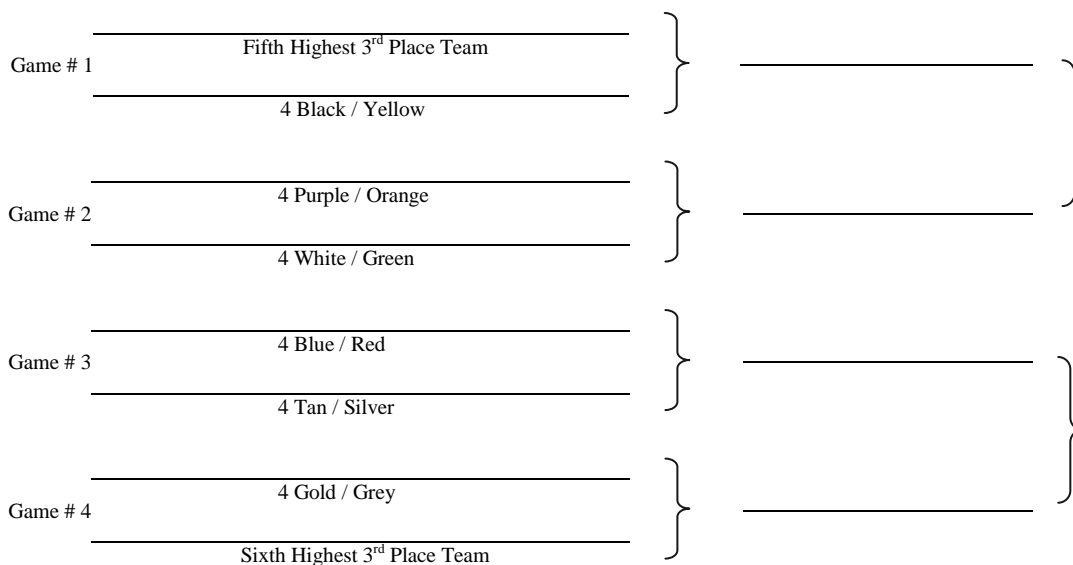 Fifth Highest 3rd Place Team
Game # 1
4 Black / Yellow
4 Purple / Orange
Game # 2
4 White / Green
4 Blue / Red
Game # 3
4 Tan / Silver
4 Gold / Grey
Game # 4
Sixth Highest 3rd Place Team